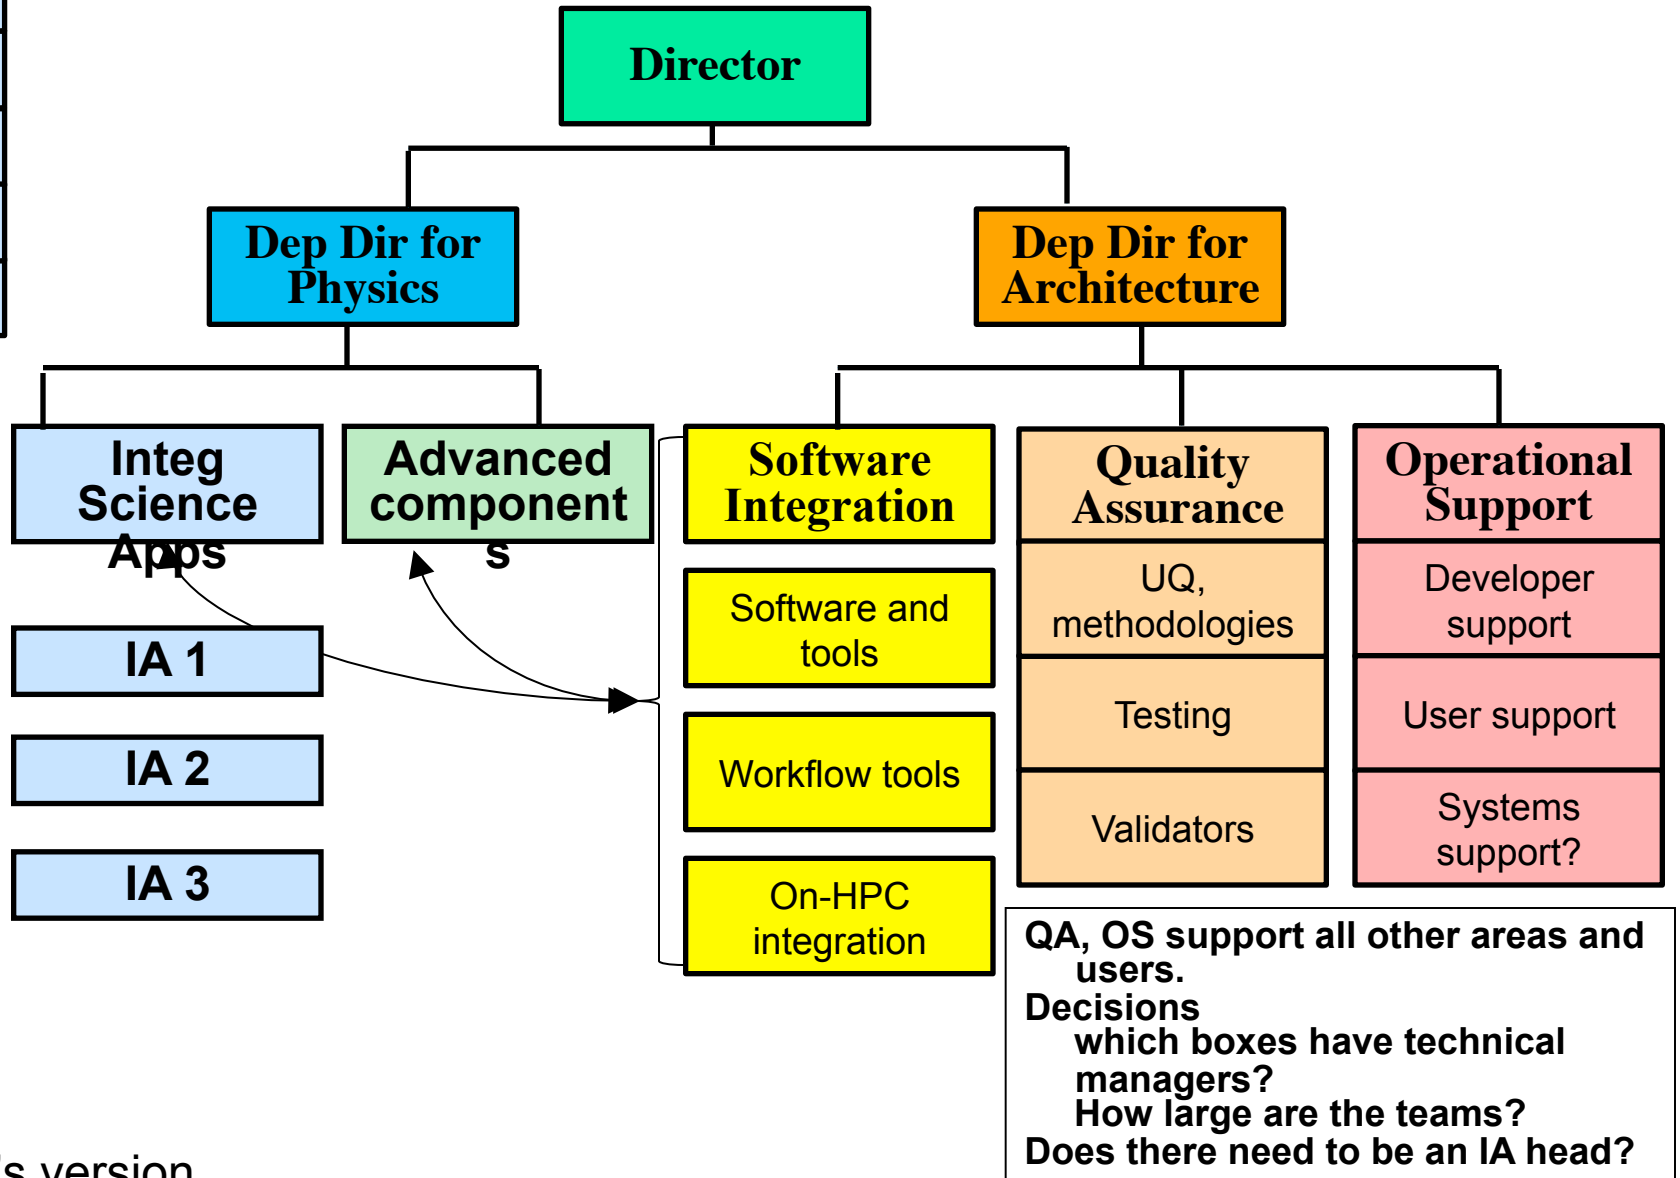 Director
Dep Dir for
Physics
Dep Dir for
Architecture
Integ
Science
Apps
Advanced
component
s
Software
Integration
Quality
Assurance
Operational
Support
IA 1
IA 2
IA 3
Software and
tools
Workflow tools
On-HPC
integration
UQ,
methodologies
Testing
Validators
Developer
support
User support
Systems
support?
QA, OS support all other areas and
users.
Decisions
which boxes have technical
managers?
How large are the teams?
Does there need to be an IA head?
's version